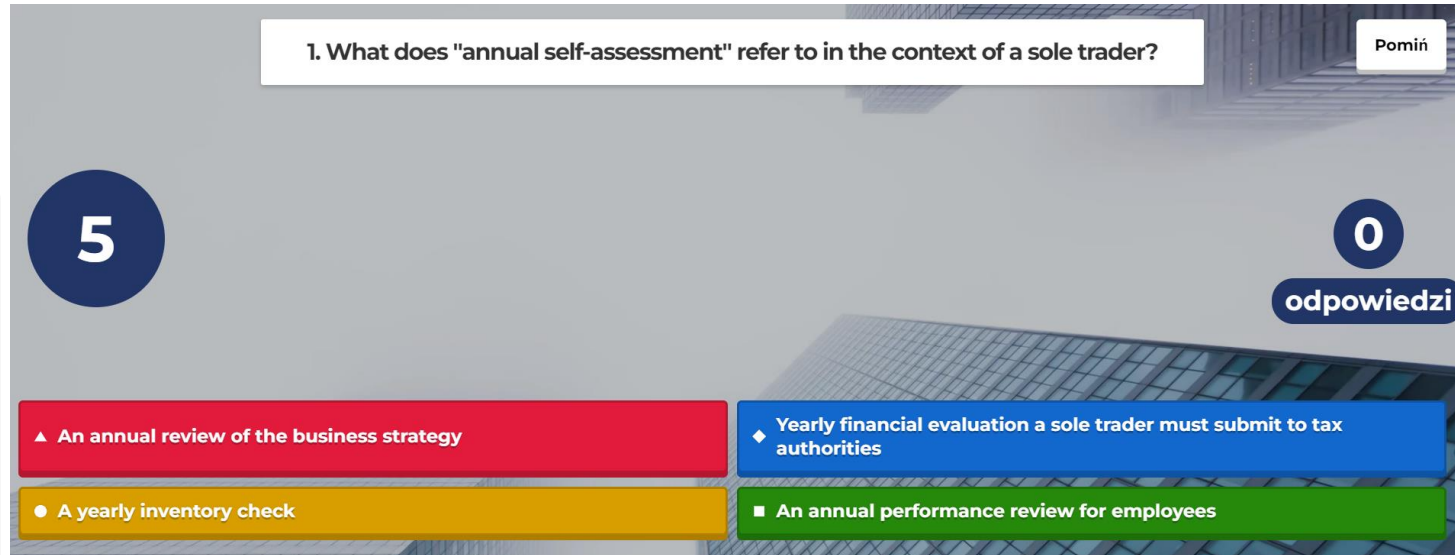 1. What does "annual self-assessment" refer to in the context of a sole trader?
Pomiń
5
0
odpowiedzi
An annual review of the business strategy
Yearly financial evaluation a sole trader must submit to tax
authorities
A yearly inventory check
An annual performance review for employees